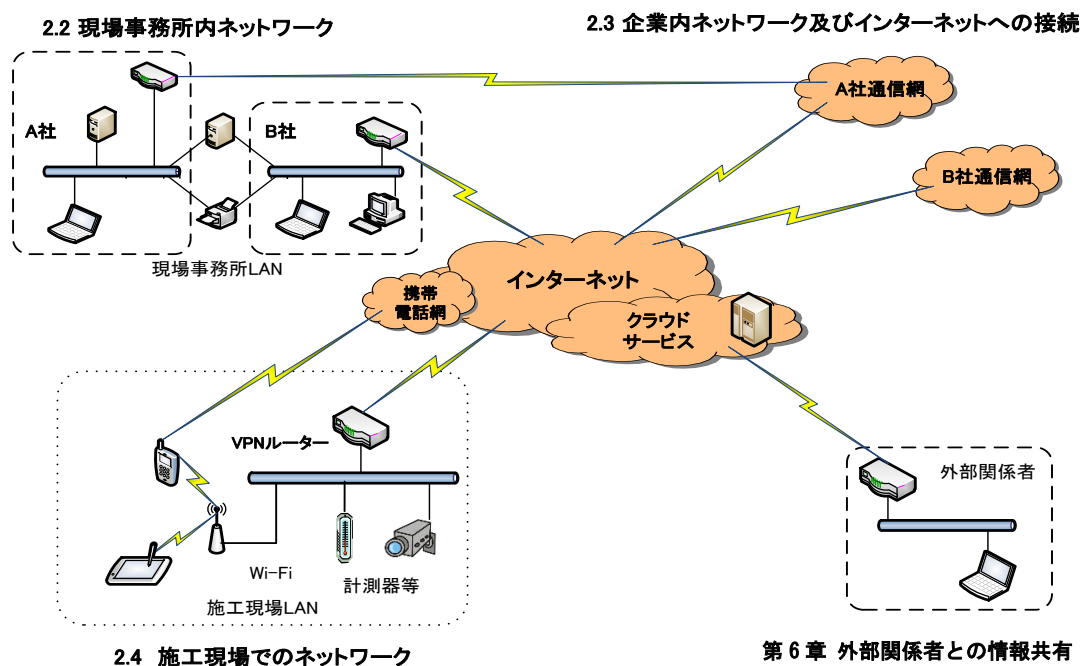 2.2 現場事務所内ネットワーク
2.3 企業内ネットワーク及びインターネットへの接続
A社
B社
現場事務所LAN
A社通信網
B社通信網
インターネット
携帯
電話網
クラウド
サービス
VPNルーター
Wi-Fi
計測器等
施工現場LAN
外部関係者
2.4 施工現場でのネットワーク
第6章 外部関係者との情報共有